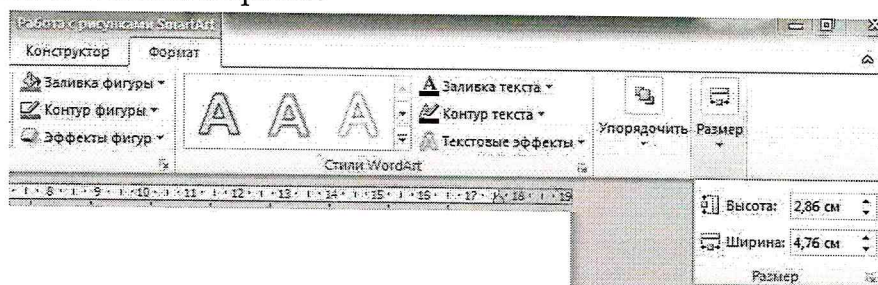 Работа с рисунками SmartArt
Конструктор Формат
Заливка фигуры
Контур фигуры
Эффекты фигур
A A A
A Заливка текста
Контур текста
A Текстовые эффекты
Стили WordArt
Упорядочить
Размер
8 9 10 11 12 13 14 15 16 17 18 19
Высота: 2,86 см
Ширина: 4,76 см
Размер